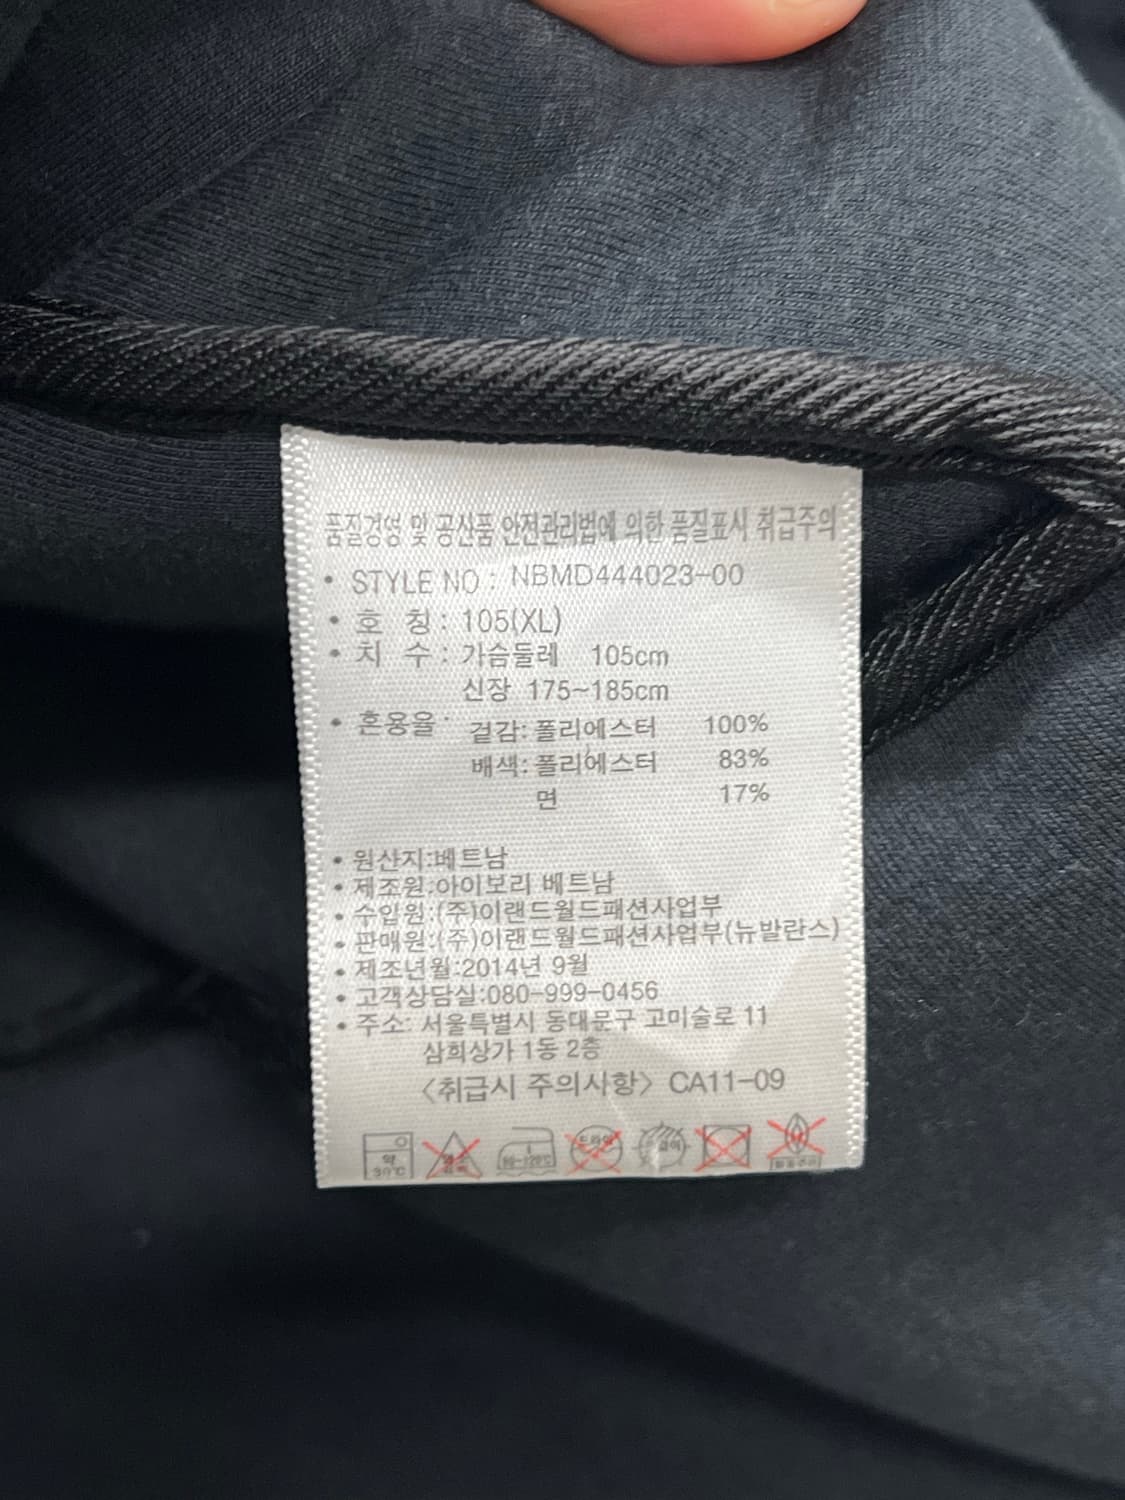 품질경영 및 공산품 안전관리법에 의한 품질표시 취급주의
• STYLE NO : NBMD444023-00
• 호 칭 : 105(XL)
• 치 수 : 가슴둘레 105cm
신장 175~185cm
• 혼용율 : 겉감: 폴리에스터 100%
배색: 폴리에스터 83%
면 17%
• 원산지:베트남
• 제조원:아이보리 베트남
• 수입원:(주)이랜드월드패션사업부
• 판매원:(주)이랜드월드패션사업부(뉴발란스)
• 제조년월:2014년 9월
• 고객상담실:080-999-0456
• 주소: 서울특별시 동대문구 고미술로 11
삼희상가 1동 2층
<취급시 주의사항> CA11-09
약 30℃ 드라이